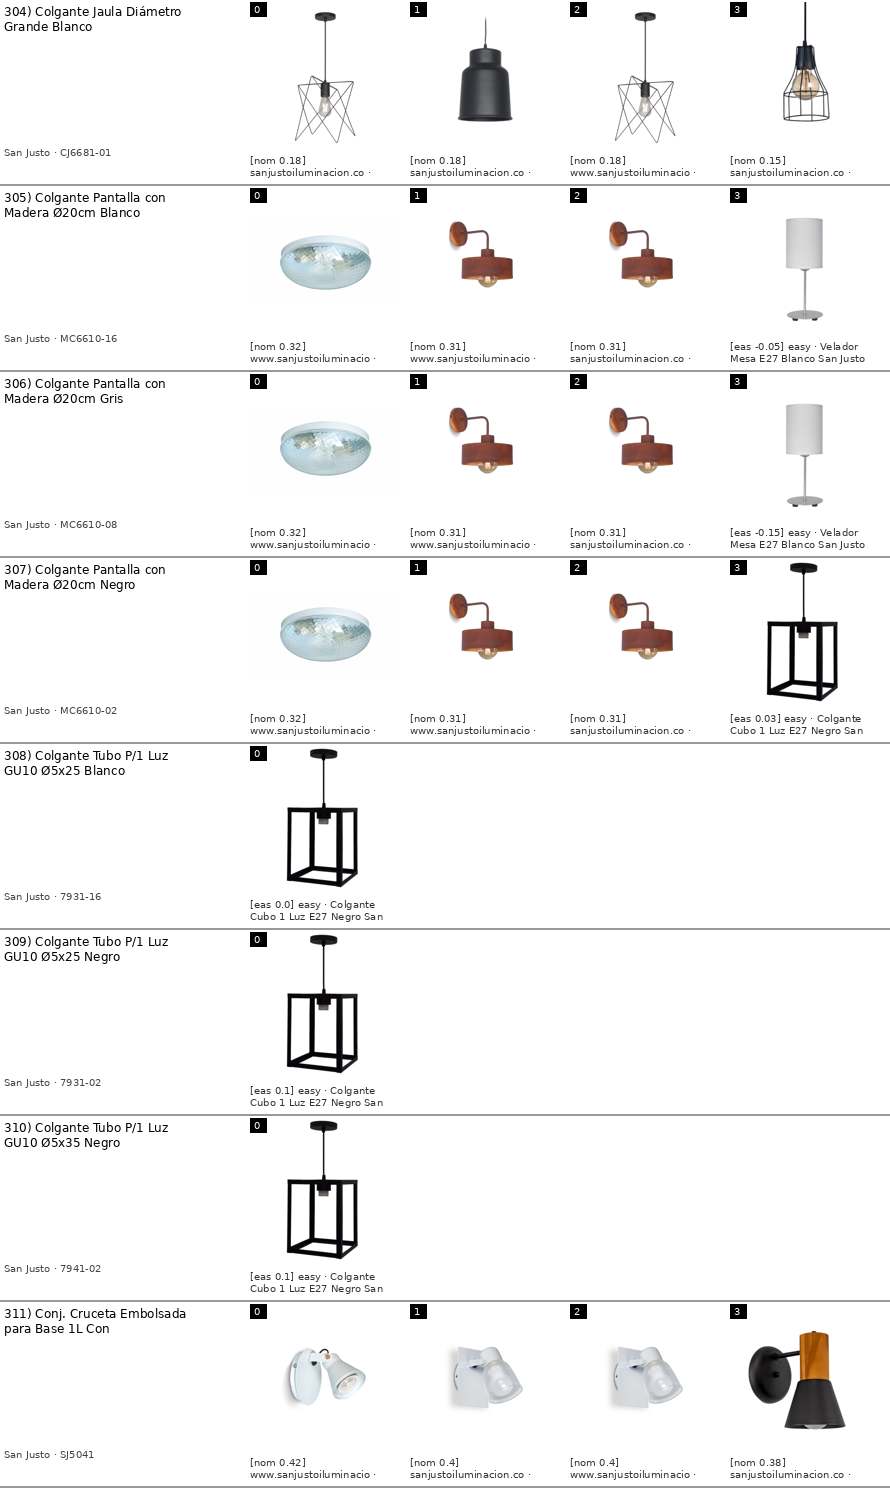 304) Colgante Jaula Diámetro
Grande Blanco
San Justo · CJ6681-01
0
[nom 0.18]
sanjustoiluminacion.co ·
1
[nom 0.18]
sanjustoiluminacion.co ·
2
[nom 0.18]
www.sanjustoiluminacio ·
3
[nom 0.15]
sanjustoiluminacion.co ·
305) Colgante Pantalla con
Madera Ø20cm Blanco
San Justo · MC6610-16
0
[nom 0.32]
www.sanjustoiluminacio ·
1
[nom 0.31]
www.sanjustoiluminacio ·
2
[nom 0.31]
sanjustoiluminacion.co ·
3
[eas -0.05] easy · Velador
Mesa E27 Blanco San Justo
306) Colgante Pantalla con
Madera Ø20cm Gris
San Justo · MC6610-08
0
[nom 0.32]
www.sanjustoiluminacio ·
1
[nom 0.31]
www.sanjustoiluminacio ·
2
[nom 0.31]
sanjustoiluminacion.co ·
3
[eas -0.15] easy · Velador
Mesa E27 Blanco San Justo
307) Colgante Pantalla con
Madera Ø20cm Negro
San Justo · MC6610-02
0
[nom 0.32]
www.sanjustoiluminacio ·
1
[nom 0.31]
www.sanjustoiluminacio ·
2
[nom 0.31]
sanjustoiluminacion.co ·
3
[eas 0.03] easy · Colgante
Cubo 1 Luz E27 Negro San
308) Colgante Tubo P/1 Luz
GU10 Ø5x25 Blanco
San Justo · 7931-16
0
[eas 0.0] easy · Colgante
Cubo 1 Luz E27 Negro San
309) Colgante Tubo P/1 Luz
GU10 Ø5x25 Negro
San Justo · 7931-02
0
[eas 0.1] easy · Colgante
Cubo 1 Luz E27 Negro San
310) Colgante Tubo P/1 Luz
GU10 Ø5x35 Negro
San Justo · 7941-02
0
[eas 0.1] easy · Colgante
Cubo 1 Luz E27 Negro San
311) Conj. Cruceta Embolsada
para Base 1L Con
San Justo · SJ5041
0
[nom 0.42]
www.sanjustoiluminacio ·
1
[nom 0.4]
sanjustoiluminacion.co ·
2
[nom 0.4]
www.sanjustoiluminacio ·
3
[nom 0.38]
sanjustoiluminacion.co ·